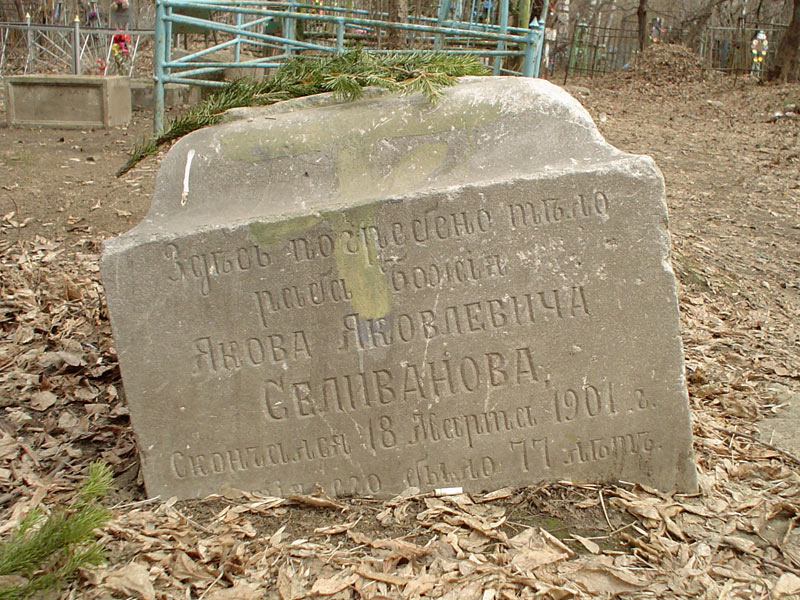 Здѣсь погребено тѣло
раба божія
ЯКОВА ЯКОВЛЕВИЧА
СЕЛИВАНОВА.
Скончался 18 Марта 1901 г.
было 77 лѣтъ.